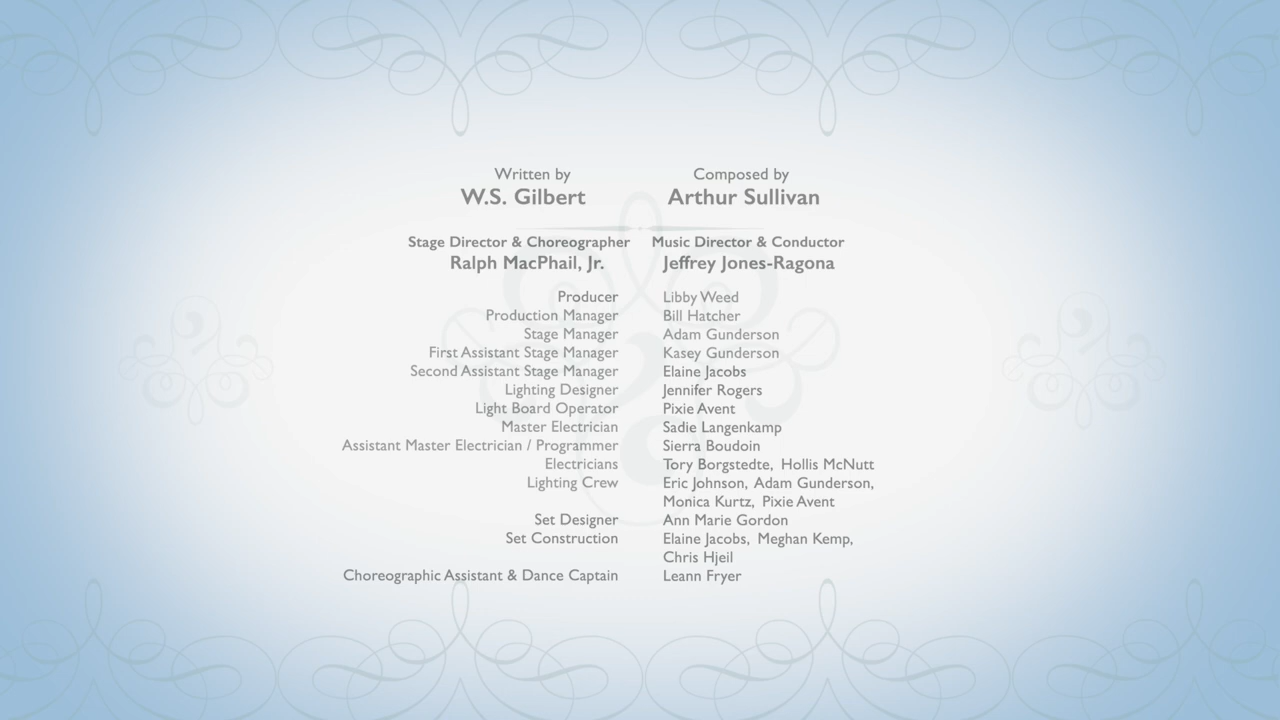 Written by Composed by
W.S. Gilbert Arthur Sullivan
Stage Director & Choreographer Music Director & Conductor
Ralph MacPhail, Jr. Jeffrey Jones-Ragona
Producer Libby Weed
Production Manager Bill Hatcher
Stage Manager Adam Gunderson
First Assistant Stage Manager Kasey Gunderson
Second Assistant Stage Manager Elaine Jacobs
Lighting Designer Jennifer Rogers
Light Board Operator Pixie Avent
Master Electrician Sadie Langenkamp
Assistant Master Electrician / Programmer Sierra Boudoin
Electricians Tory Borgstedte, Hollis McNutt
Lighting Crew Eric Johnson, Adam Gunderson,
Monica Kurtz, Pixie Avent
Set Designer Ann Marie Gordon
Set Construction Elaine Jacobs, Meghan Kemp,
Chris Hjeil
Choreographic Assistant & Dance Captain Leann Fryer